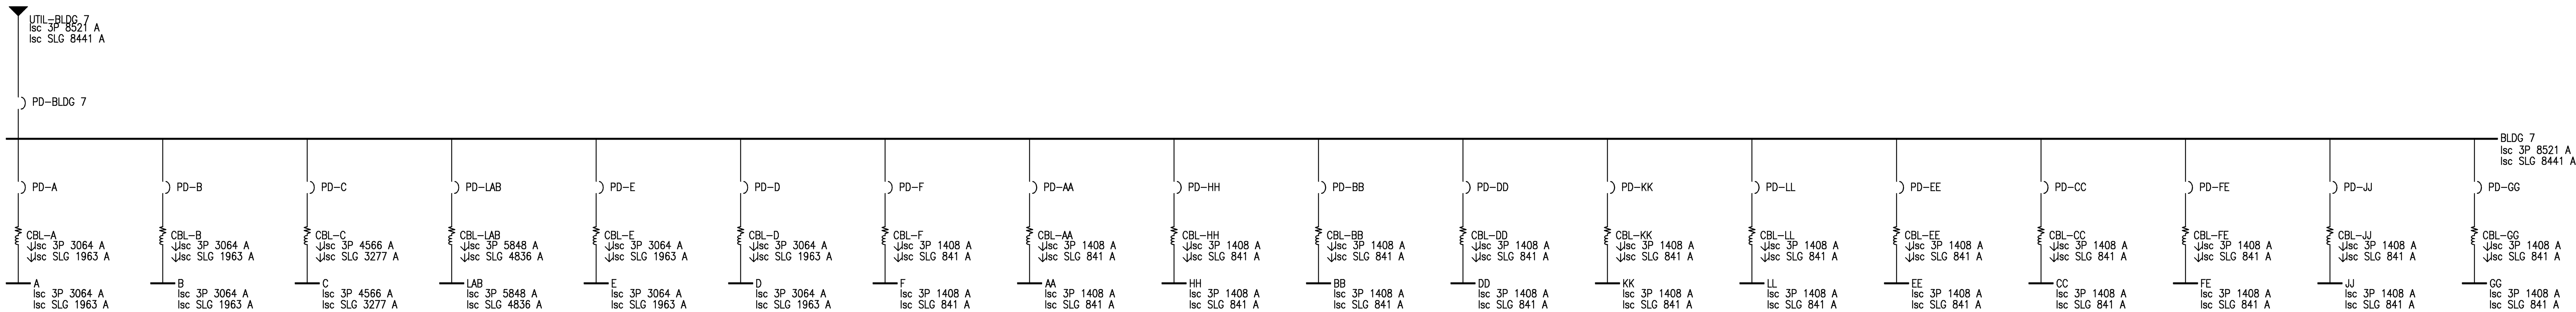 UTIL-BLDG 7
Isc 3P 8521 A
Isc SLG 8441 A
PD-BLDG 7
BLDG 7
Isc 3P 8521 A
Isc SLG 8441 A
PD-A
PD-B
PD-C
PD-LAB
PD-E
PD-D
PD-F
PD-AA
PD-HH
PD-BB
PD-DD
PD-KK
PD-LL
PD-EE
PD-CC
PD-FE
PD-JJ
PD-GG
CBL-A
Isc 3P 3064 A
Isc SLG 1963 A
CBL-B
Isc 3P 3064 A
Isc SLG 1963 A
CBL-C
Isc 3P 4566 A
Isc SLG 3277 A
CBL-LAB
Isc 3P 5848 A
Isc SLG 4836 A
CBL-E
Isc 3P 3064 A
Isc SLG 1963 A
CBL-D
Isc 3P 3064 A
Isc SLG 1963 A
CBL-F
Isc 3P 1408 A
Isc SLG 841 A
CBL-AA
Isc 3P 1408 A
Isc SLG 841 A
CBL-HH
Isc 3P 1408 A
Isc SLG 841 A
CBL-BB
Isc 3P 1408 A
Isc SLG 841 A
CBL-DD
Isc 3P 1408 A
Isc SLG 841 A
CBL-KK
Isc 3P 1408 A
Isc SLG 841 A
CBL-LL
Isc 3P 1408 A
Isc SLG 841 A
CBL-EE
Isc 3P 1408 A
Isc SLG 841 A
CBL-CC
Isc 3P 1408 A
Isc SLG 841 A
CBL-FE
Isc 3P 1408 A
Isc SLG 841 A
CBL-JJ
Isc 3P 1408 A
Isc SLG 841 A
CBL-GG
Isc 3P 1408 A
Isc SLG 841 A
A
Isc 3P 3064 A
Isc SLG 1963 A
B
Isc 3P 3064 A
Isc SLG 1963 A
C
Isc 3P 4566 A
Isc SLG 3277 A
LAB
Isc 3P 5848 A
Isc SLG 4836 A
E
Isc 3P 3064 A
Isc SLG 1963 A
D
Isc 3P 3064 A
Isc SLG 1963 A
F
Isc 3P 1408 A
Isc SLG 841 A
AA
Isc 3P 1408 A
Isc SLG 841 A
HH
Isc 3P 1408 A
Isc SLG 841 A
BB
Isc 3P 1408 A
Isc SLG 841 A
DD
Isc 3P 1408 A
Isc SLG 841 A
KK
Isc 3P 1408 A
Isc SLG 841 A
LL
Isc 3P 1408 A
Isc SLG 841 A
EE
Isc 3P 1408 A
Isc SLG 841 A
CC
Isc 3P 1408 A
Isc SLG 841 A
FE
Isc 3P 1408 A
Isc SLG 841 A
JJ
Isc 3P 1408 A
Isc SLG 841 A
GG
Isc 3P 1408 A
Isc SLG 841 A